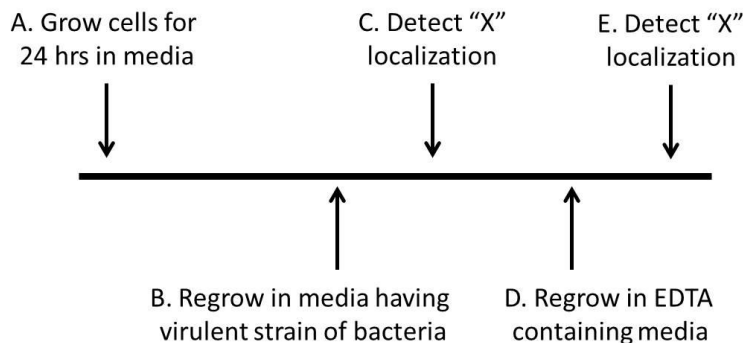 A. Grow cells for
24 hrs in media
C. Detect “X”
localization
E. Detect “X”
localization
B. Regrow in media having
virulent strain of bacteria
D. Regrow in EDTA
containing media